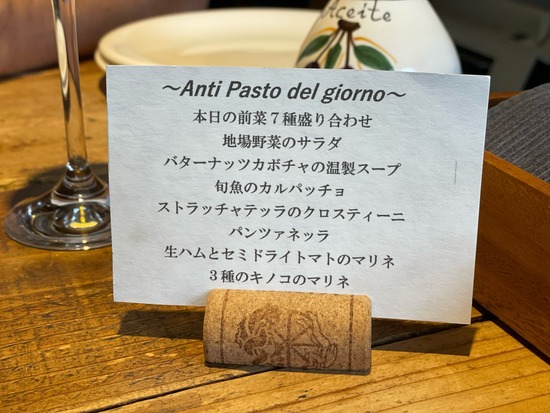 Aceite
～Anti Pasto del giorno～
本日の前菜７種盛り合わせ
地場野菜のサラダ
バターナッツカボチャの温製スープ
旬魚のカルパッチョ
ストラッチャテッラのクロスティーニ
パンツァネッラ
生ハムとセミドライトマトのマリネ
３種のキノコのマリネ